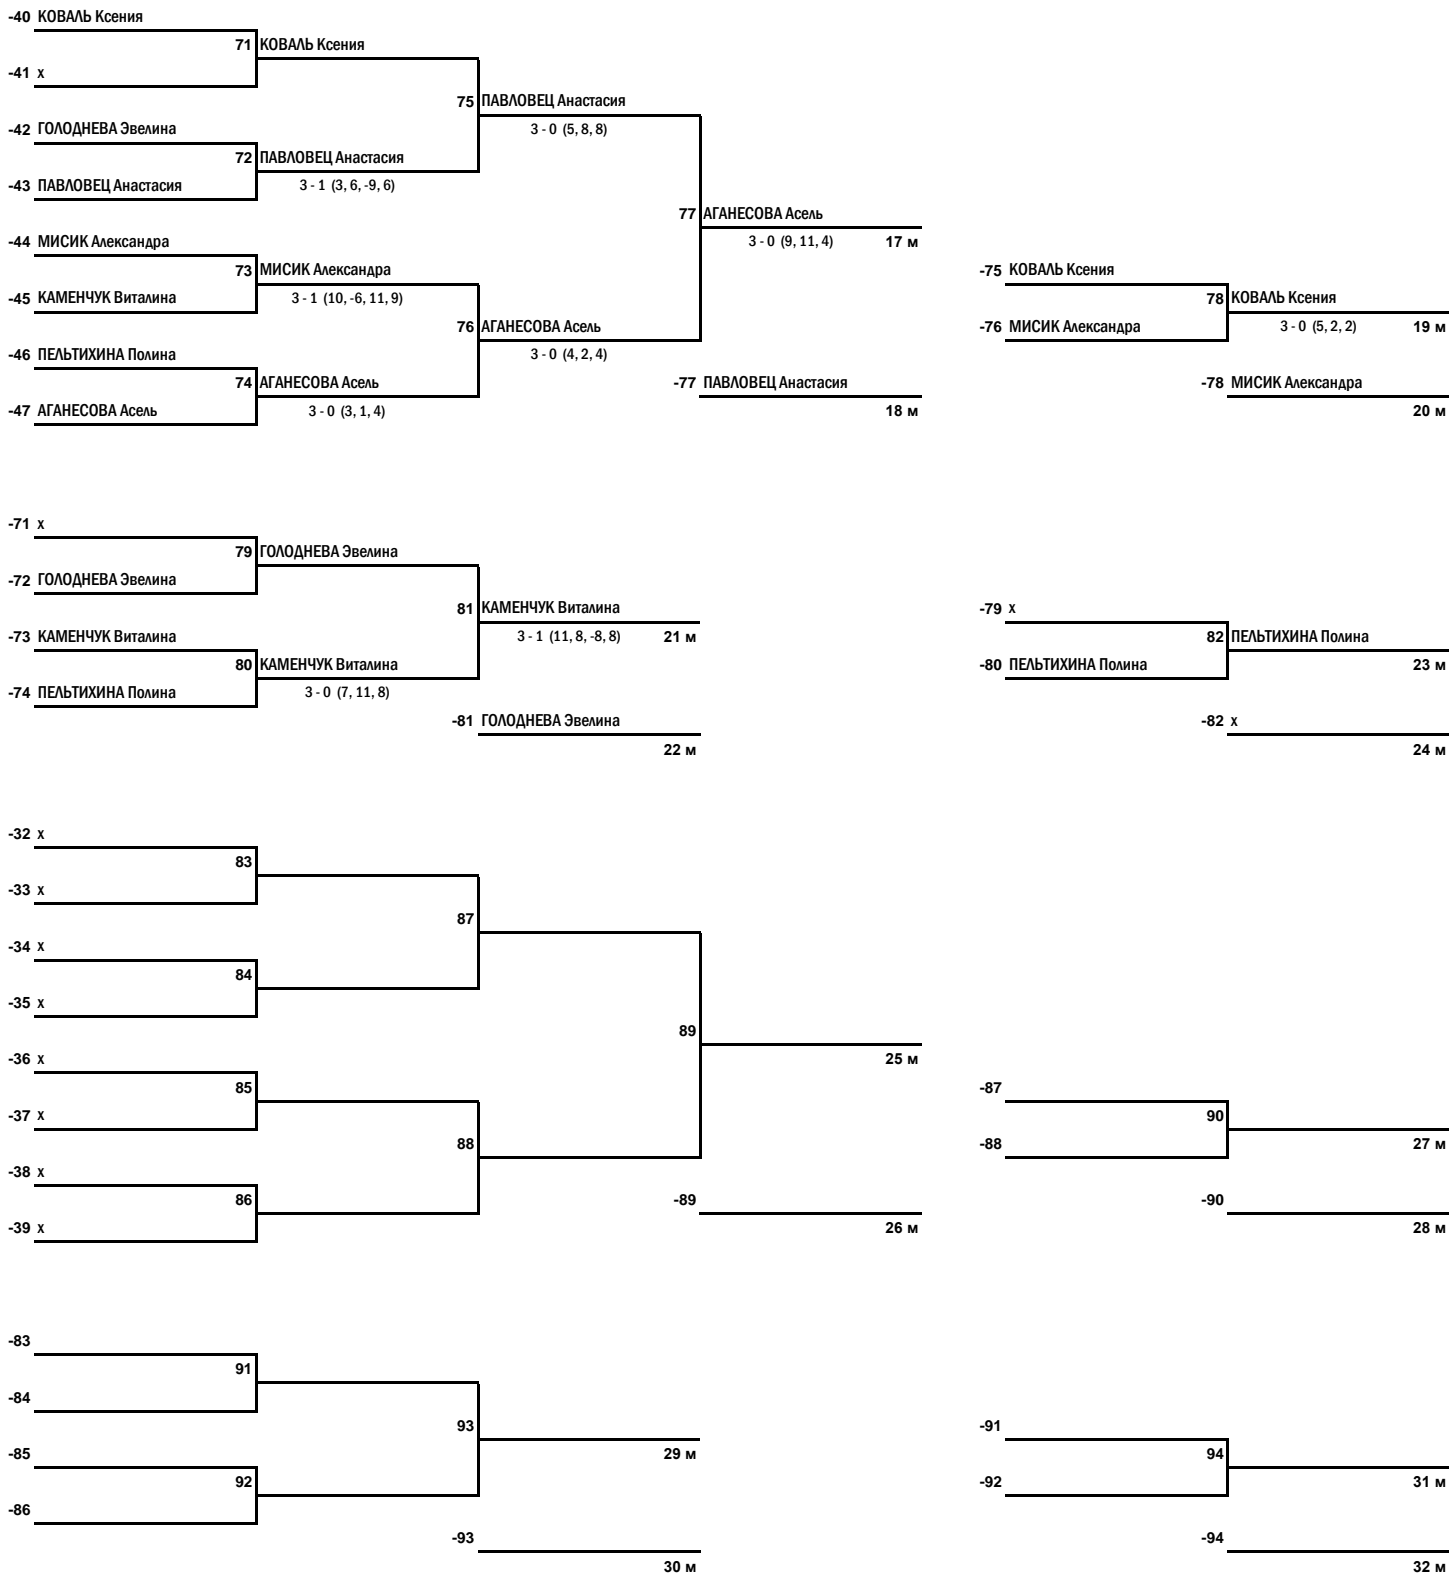 -40 КОВАЛЬ Ксения
71 КОВАЛЬ Ксения
-41 х
75 ПАВЛОВЕЦ Анастасия
-42 ГОЛОДНЕВА Эвелина
3 - 0 (5, 8, 8)
72 ПАВЛОВЕЦ Анастасия
-43 ПАВЛОВЕЦ Анастасия
3 - 1 (3, 6, -9, 6)
77 АГАНЕСОВА Асель
-44 МИСИК Александра
3 - 0 (9, 11, 4) 17 м
73 МИСИК Александра
-75 КОВАЛЬ Ксения
-45 КАМЕНЧУК Виталина
3 - 1 (10, -6, 11, 9)
78 КОВАЛЬ Ксения
76 АГАНЕСОВА Асель
-76 МИСИК Александра
3 - 0 (5, 2, 2) 19 м
-46 ПЕЛЬТИХИНА Полина
3 - 0 (4, 2, 4)
74 АГАНЕСОВА Асель
-77 ПАВЛОВЕЦ Анастасия
-78 МИСИК Александра
-47 АГАНЕСОВА Асель
3 - 0 (3, 1, 4)
18 м
20 м
-71 х
79 ГОЛОДНЕВА Эвелина
-72 ГОЛОДНЕВА Эвелина
81 КАМЕНЧУК Виталина
-79 х
-73 КАМЕНЧУК Виталина
3 - 1 (11, 8, -8, 8) 21 м
82 ПЕЛЬТИХИНА Полина
80 КАМЕНЧУК Виталина
-80 ПЕЛЬТИХИНА Полина
23 м
-74 ПЕЛЬТИХИНА Полина
3 - 0 (7, 11, 8)
-81 ГОЛОДНЕВА Эвелина
-82 х
22 м
24 м
-32 х
83
-33 х
87
-34 х
84
-35 х
89
-36 х
25 м
85
-87
-37 х
90
88
-88
27 м
-38 х
86
-89
-90
-39 х
26 м
28 м
-83
91
-84
93
-91
-85
29 м
94
92
-92
31 м
-86
-93
-94
30 м
32 м